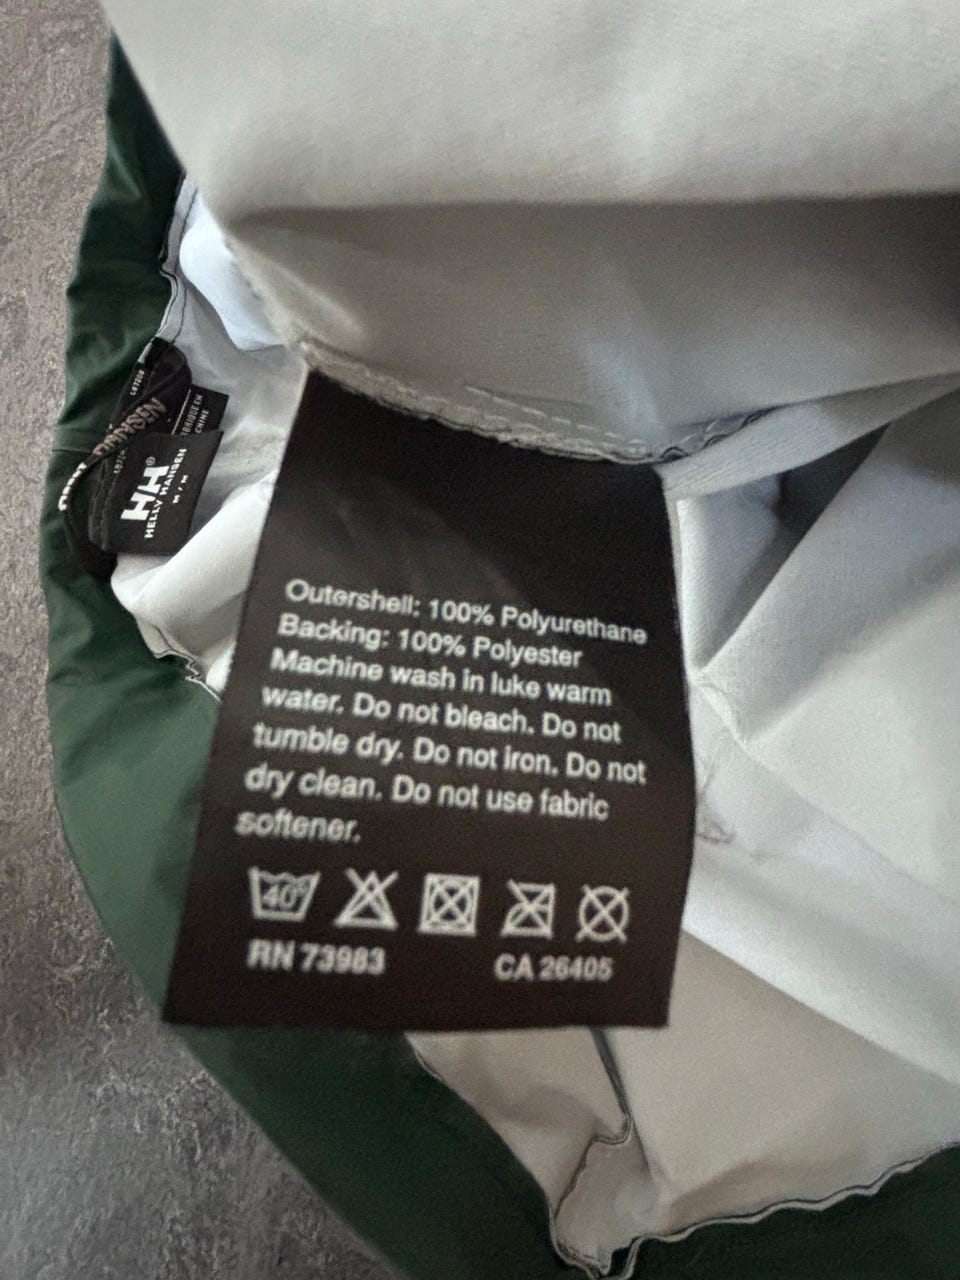 HH®
HELLY HANSEN
M / M
Outershell: 100% Polyurethane
Backing: 100% Polyester
Machine wash in luke warm
water. Do not bleach. Do not
tumble dry. Do not iron. Do not
dry clean. Do not use fabric
softener.
40°
RN 73983
CA 26405